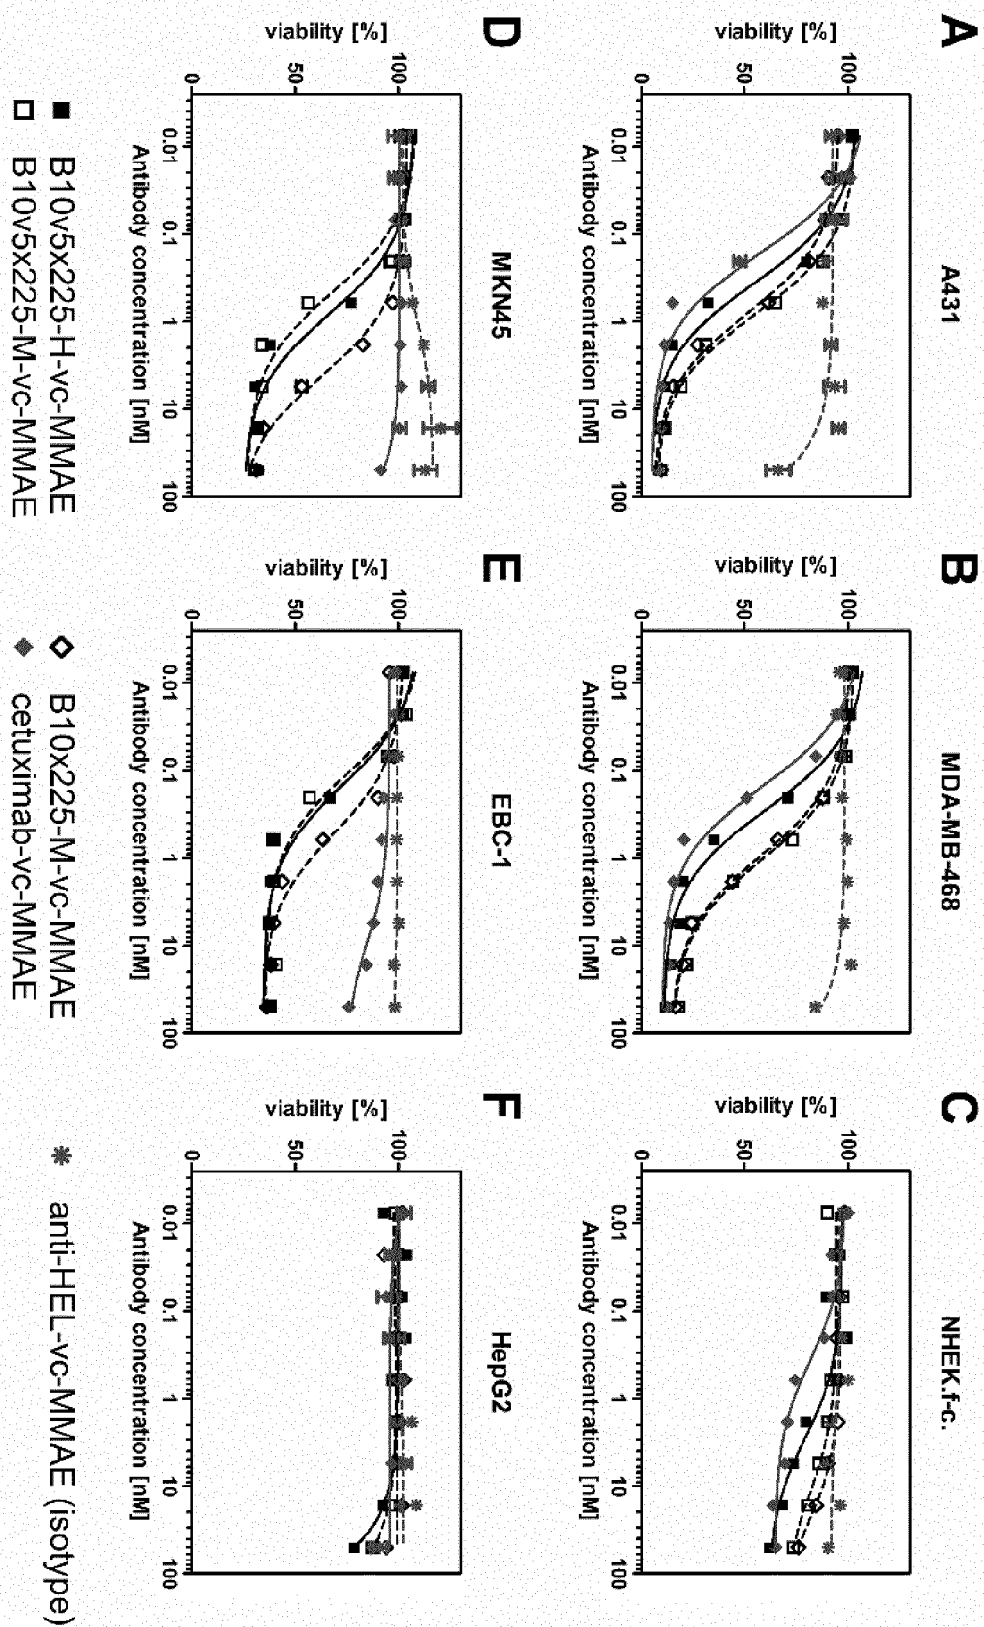 A
A431
viability [%]
100
50
0
0.01
0.1
1
10
100
Antibody concentration [nM]
B
MDA-MB-468
viability [%]
100
50
0
0.01
0.1
1
10
100
Antibody concentration [nM]
C
NHEK.f-c.
viability [%]
100
50
0
0.01
0.1
1
10
100
Antibody concentration [nM]
D
MKN45
viability [%]
100
50
0
0.01
0.1
1
10
100
Antibody concentration [nM]
E
EBC-1
viability [%]
100
50
0
0.01
0.1
1
10
100
Antibody concentration [nM]
F
HepG2
viability [%]
100
50
0
0.01
0.1
1
10
100
Antibody concentration [nM]
B10v5x225-H-vc-MMAE
B10v5x225-M-vc-MMAE
B10x225-M-vc-MMAE
cetuximab-vc-MMAE
anti-HEL-vc-MMAE (isotype)